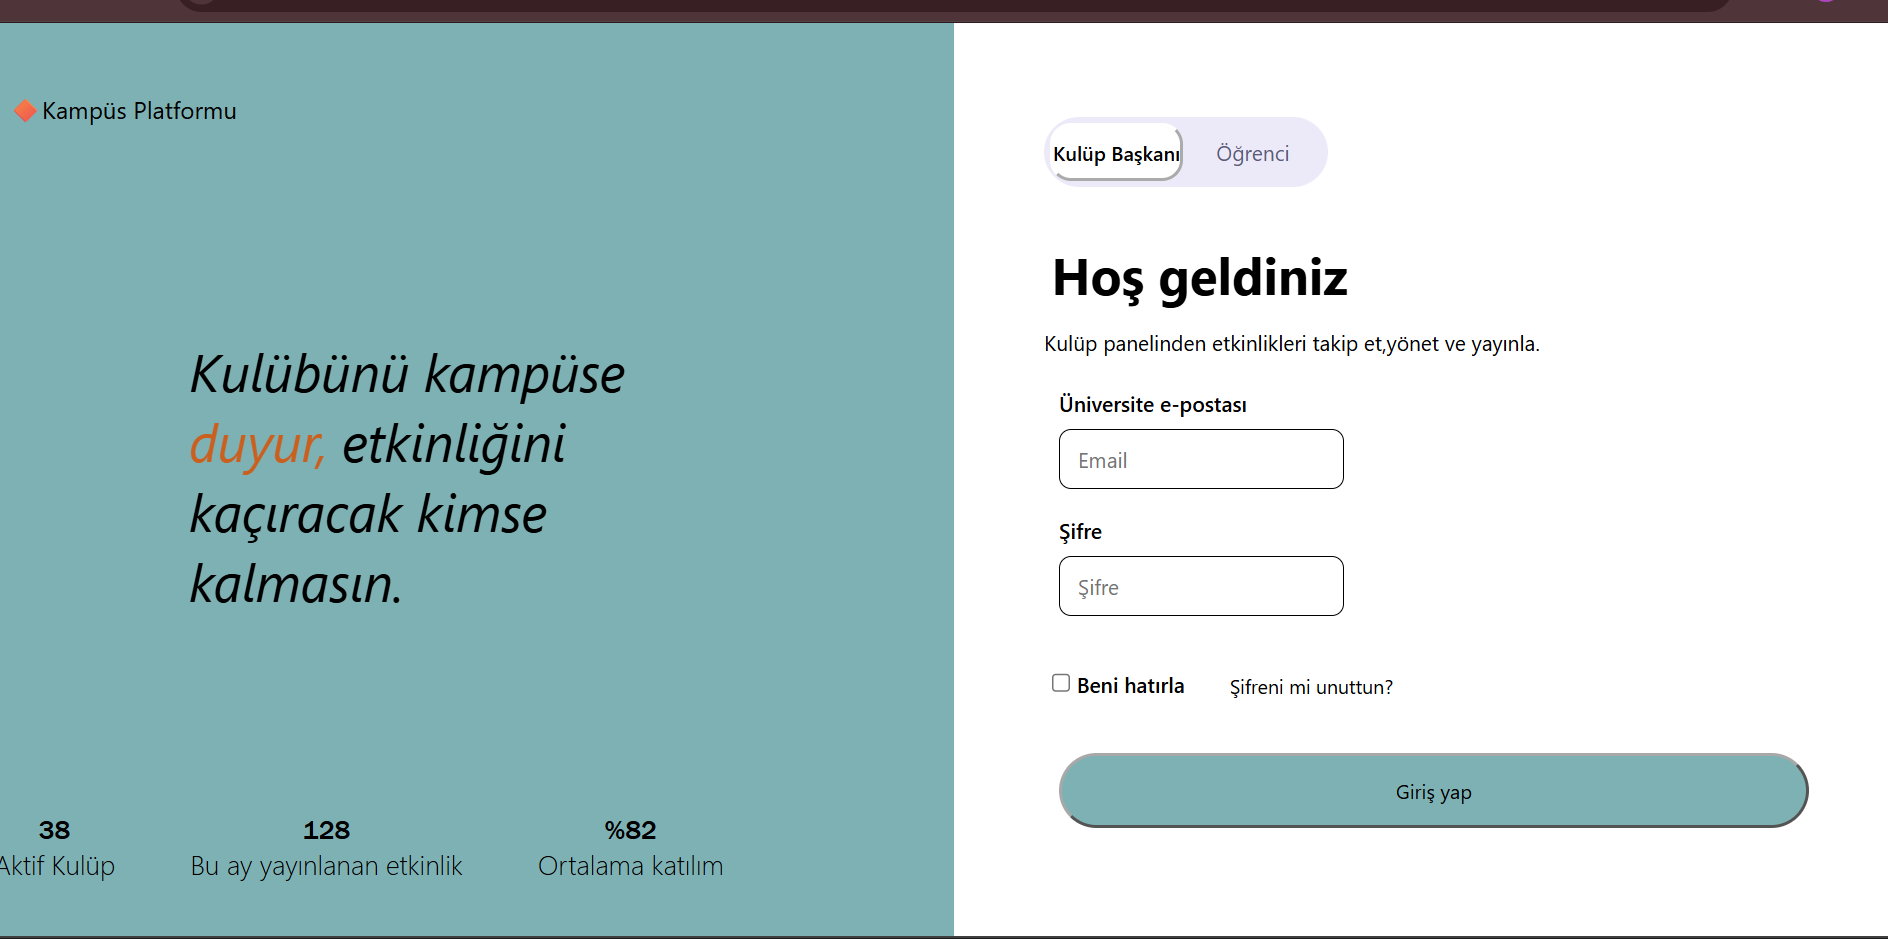 Kampüs Platformu
Kulübünü kampüse
duyur, etkinliğini
kaçıracak kimse
kalmasın.
38
Aktif Kulüp
128
Bu ay yayınlanan etkinlik
%82
Ortalama katılım
Kulüp Başkanı
Öğrenci
Hoş geldiniz
Kulüp panelinden etkinlikleri takip et,yönet ve yayınla.
Üniversite e-postası
Email
Şifre
Şifre
Beni hatırla
Şifreni mi unuttun?
Giriş yap